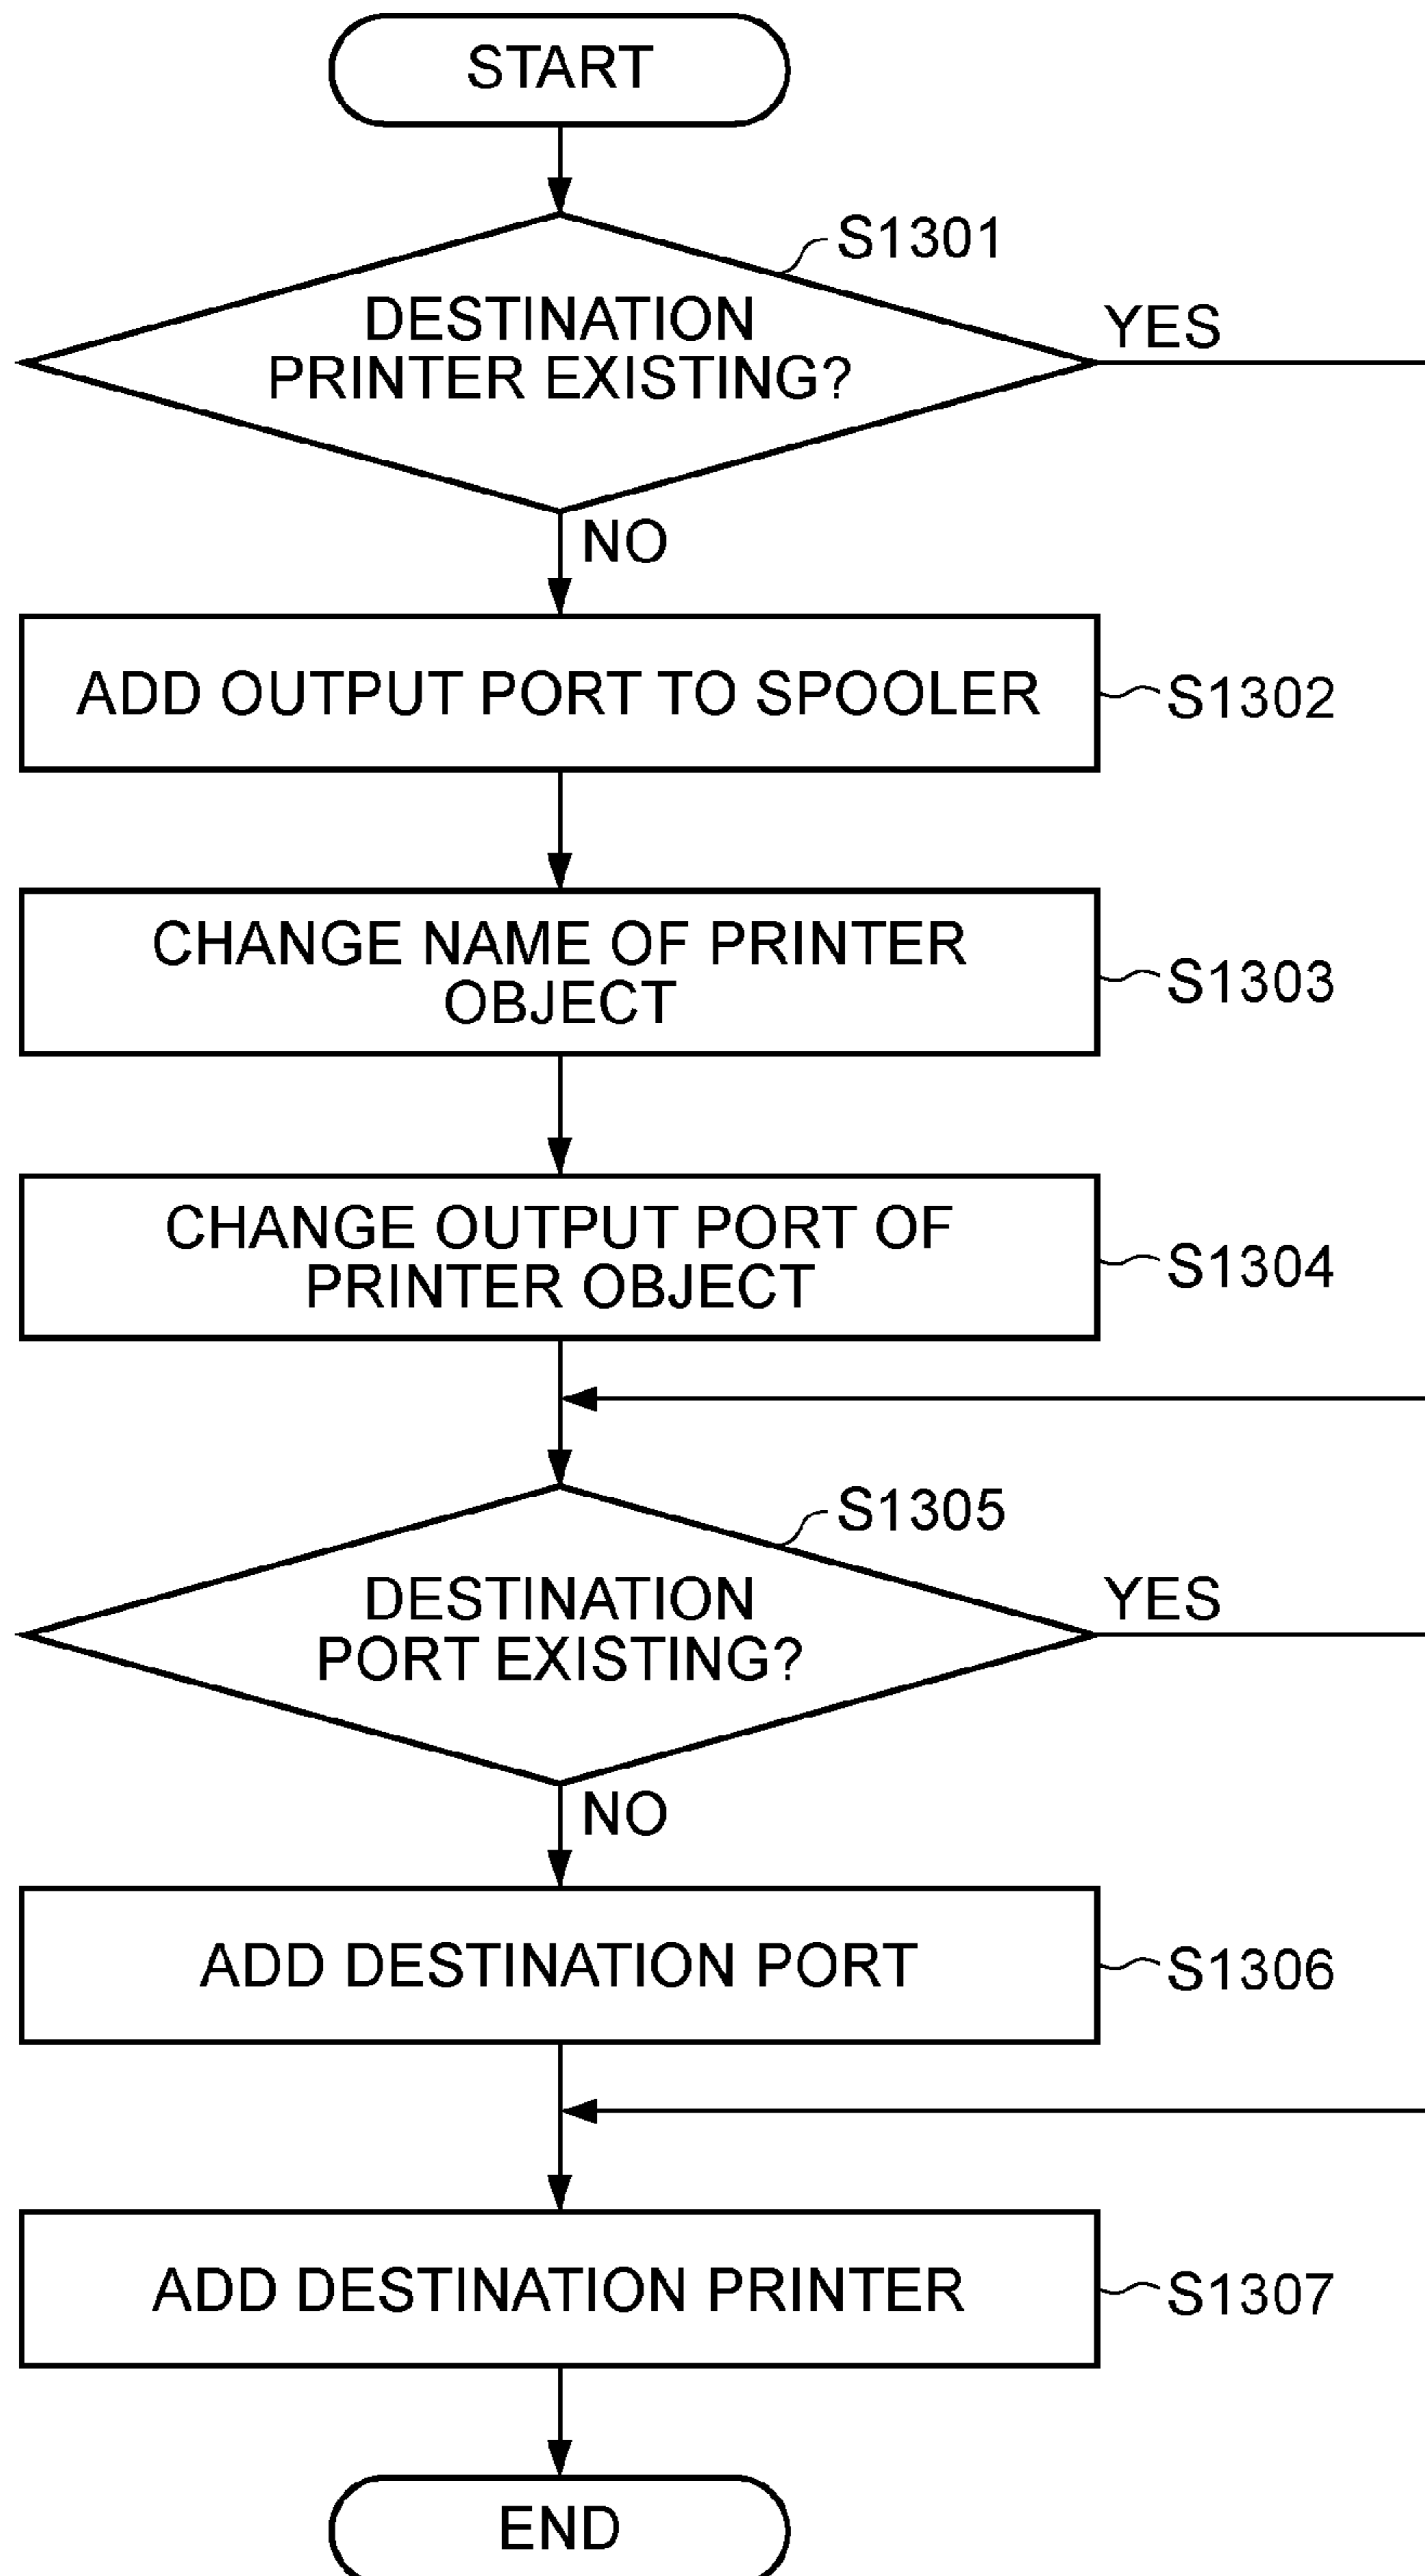 START
S1301
DESTINATION
PRINTER EXISTING?
YES
NO
ADD OUTPUT PORT TO SPOOLER
S1302
CHANGE NAME OF PRINTER
OBJECT
S1303
CHANGE OUTPUT PORT OF
PRINTER OBJECT
S1304
S1305
DESTINATION
PORT EXISTING?
YES
NO
ADD DESTINATION PORT
S1306
ADD DESTINATION PRINTER
S1307
END